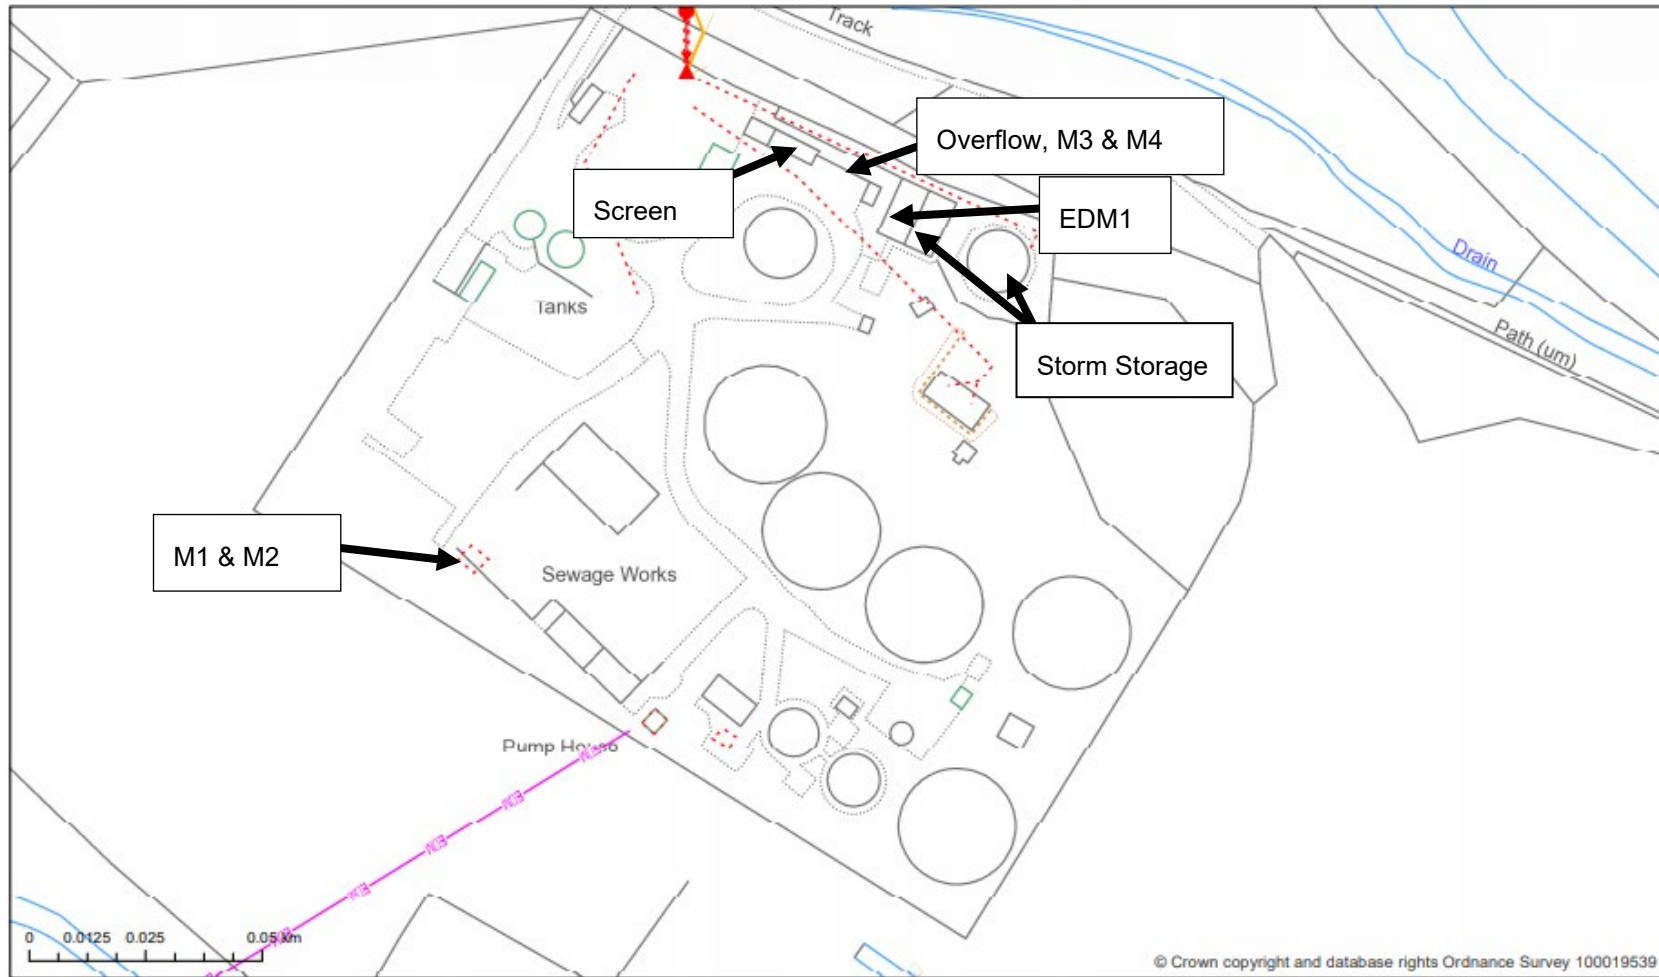 Track
Overflow, M3 & M4
Screen
EDM1
Drain
Tanks
Path (um)
Storm Storage
M1 & M2
Sewage Works
Pump House
0 0.0125 0.025 0.05 km
© Crown copyright and database rights Ordnance Survey 100019539